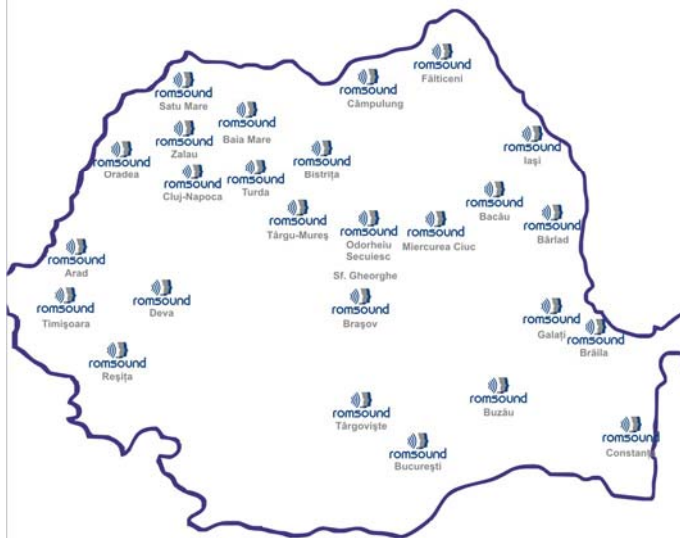 romsound
Fălticeni
romsound
Câmpulung
romsound
Satu Mare
romsound
Baia Mare
romsound
Zalau
romsound
Iaşi
romsound
Oradea
romsound
Bistriţa
romsound
Turda
romsound
Cluj-Napoca
romsound
Bacău
romsound
Târgu-Mureş
romsound
Bârlad
romsound
Odorheiu
Secuiesc
romsound
Miercurea Ciuc
romsound
Arad
Sf. Gheorghe
romsound
Deva
romsound
Timişoara
romsound
Braşov
romsound
Galaţi
romsound
Brăila
romsound
Reşiţa
romsound
Buzău
romsound
Târgovişte
romsound
Constanţa
romsound
Bucureşti